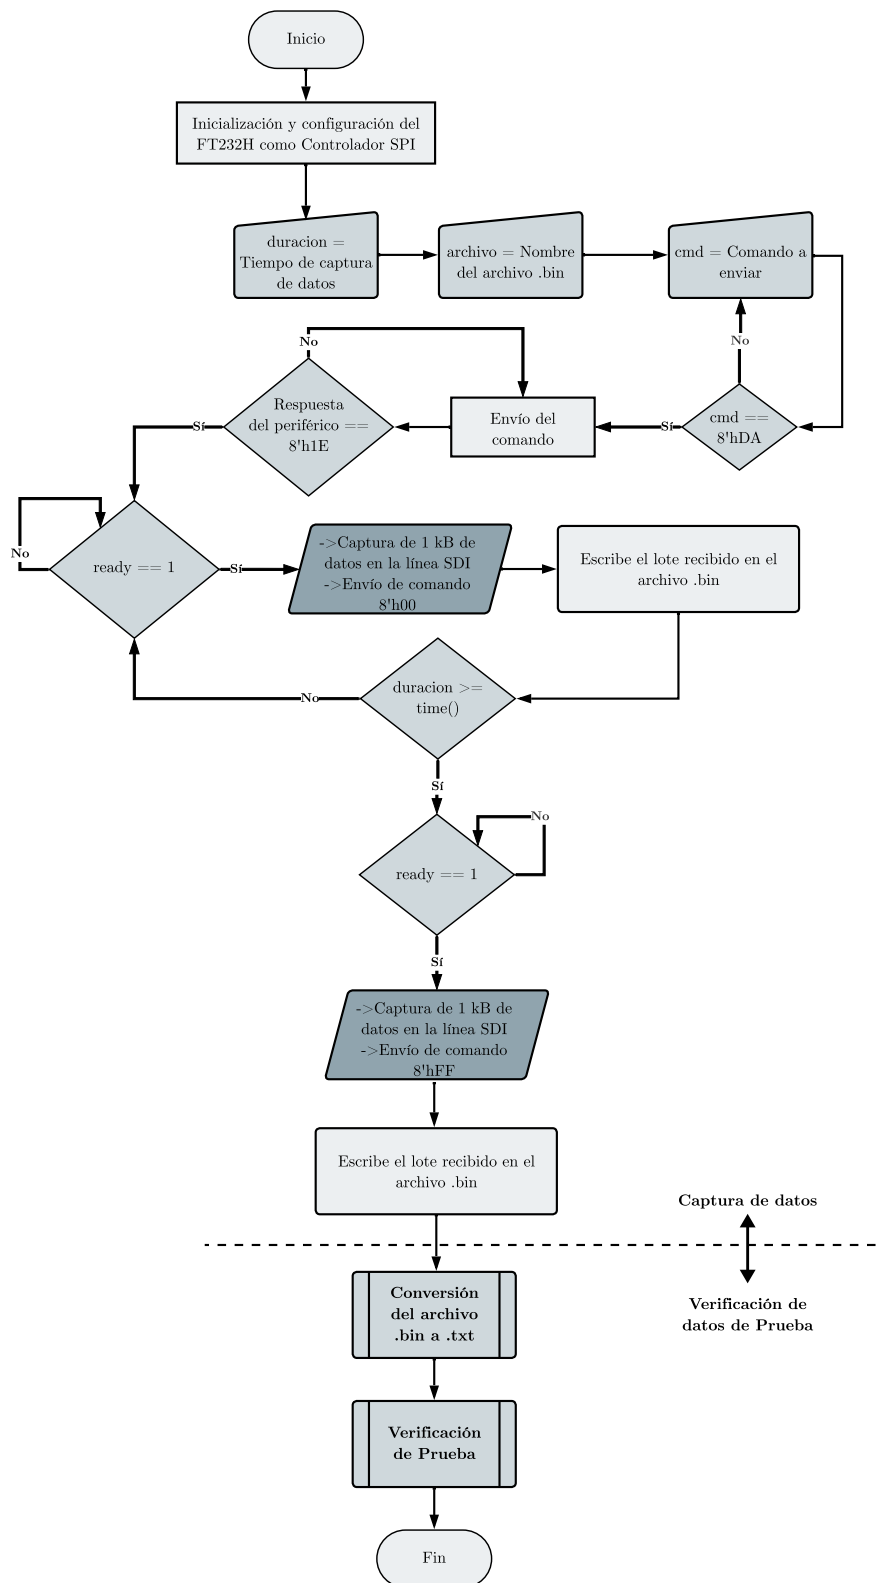 Inicio
Inicialización y configuración del
FT232H como Controlador SPI
duracion =
Tiempo de captura
de datos
archivo = Nombre
del archivo .bin
cmd = Comando a
enviar
No
cmd ==
8'hDA
Sí
Envío del
comando
No
Respuesta
del periférico ==
8'h1E
Sí
No
ready == 1
Sí
->Captura de 1 kB de
datos en la línea SDI
->Envío de comando
8'h00
Escribe el lote recibido en el
archivo .bin
duracion >=
time()
No
Sí
ready == 1
No
Sí
->Captura de 1 kB de
datos en la línea SDI
->Envío de comando
8'hFF
Escribe el lote recibido en el
archivo .bin
Captura de datos
Verificación de
datos de Prueba
Conversión
del archivo
.bin a .txt
Verificación
de Prueba
Fin